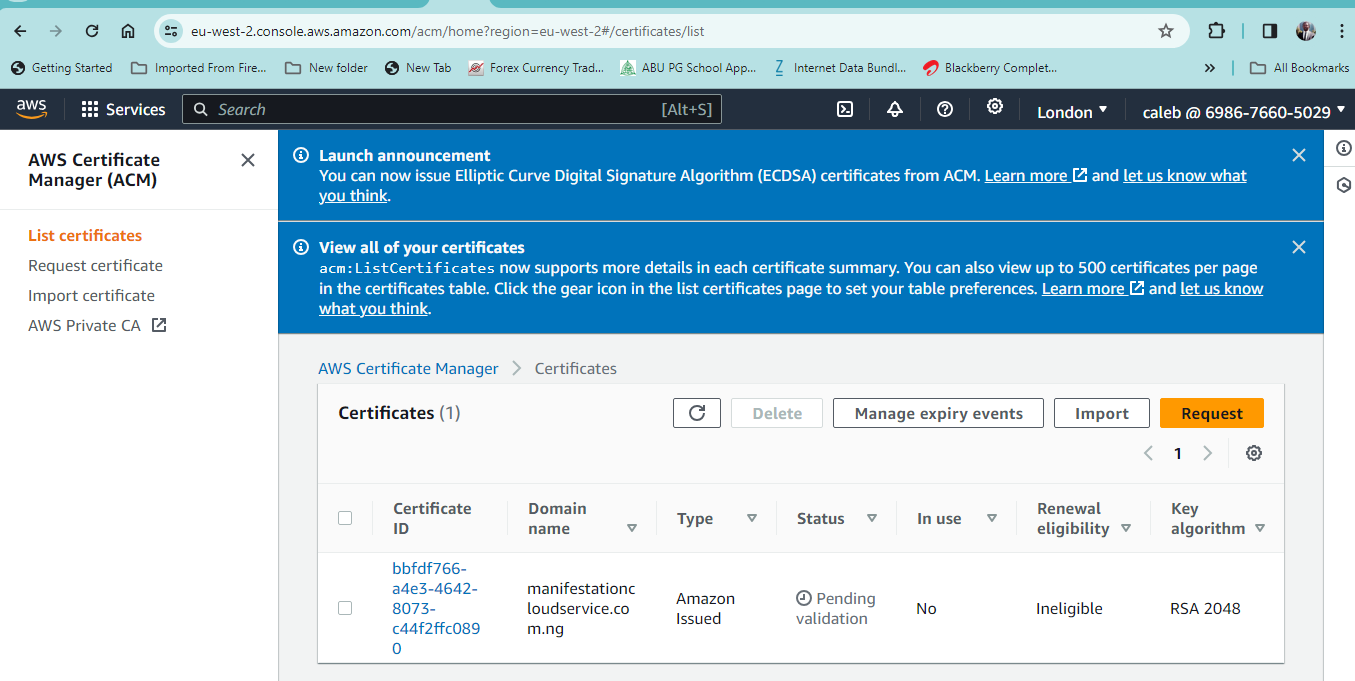 eu-west-2.console.aws.amazon.com/acm/home?region=eu-west-2#/certificates/list
Getting Started
Imported From Fire...
New folder
New Tab
Forex Currency Trad...
ABU PG School App...
Internet Data Bundl...
Blackberry Complet...
»
All Bookmarks
aws
Services
Search
[Alt+S]
London
caleb @ 6986-7660-5029
AWS Certificate
Manager (ACM)
List certificates
Request certificate
Import certificate
AWS Private CA
Launch announcement
You can now issue Elliptic Curve Digital Signature Algorithm (ECDSA) certificates from ACM. Learn more and let us know what
you think.
View all of your certificates
acm:ListCertificates now supports more details in each certificate summary. You can also view up to 500 certificates per page
in the certificates table. Click the gear icon in the list certificates page to set your table preferences. Learn more and let us know
what you think.
AWS Certificate Manager > Certificates
Certificates (1)
Delete
Manage expiry events
Import
Request
1
Certificate
ID
Domain
name
Type
Status
In use
Renewal
eligibility
Key
algorithm
bbfdf766-
a4e3-4642-
8073-
c44f2ffc089
0
manifestationc
loudservice.co
m.ng
Amazon
Issued
Pending
validation
No
Ineligible
RSA 2048